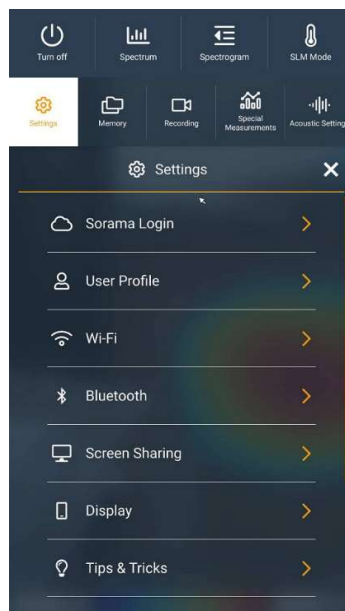 Turn off
Spectrum
Spectrogram
SLM Mode
Settings
Memory
Recording
Special
Measurements
Acoustic Setting
Settings
Sorama Login
User Profile
Wi-Fi
Bluetooth
Screen Sharing
Display
Tips & Tricks